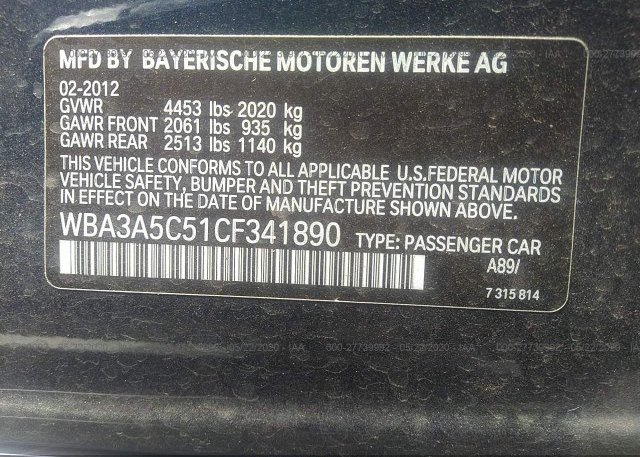 MFD BY BAYERISCHE MOTOREN WERKE AG
02-2012
GVWR 4453 lbs 2020 kg
GAWR FRONT 2061 lbs 935 kg
GAWR REAR 2513 lbs 1140 kg
THIS VEHICLE CONFORMS TO ALL APPLICABLE U.S.FEDERAL MOTOR
VEHICLE SAFETY, BUMPER AND THEFT PREVENTION STANDARDS
IN EFFECT ON THE DATE OF MANUFACTURE SHOWN ABOVE.
WBA3A5C51CF341890 TYPE: PASSENGER CAR
A89/
7 315 814